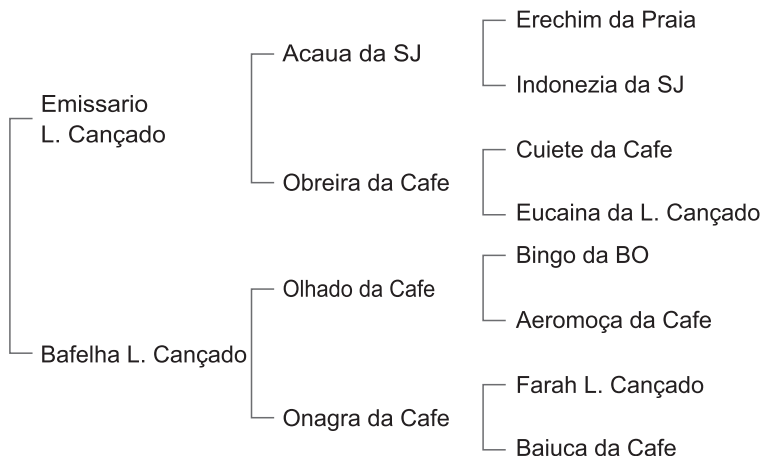 Erechim da Praia
Acaua da SJ
Indonezia da SJ
Emissario
L. Cançado
Cuiete da Cafe
Obreira da Cafe
Eucaina da L. Cançado
Bingo da BO
Olhado da Cafe
Aeromoça da Cafe
Bafelha L. Cançado
Farah L. Cançado
Onagra da Cafe
Baiuca da Cafe